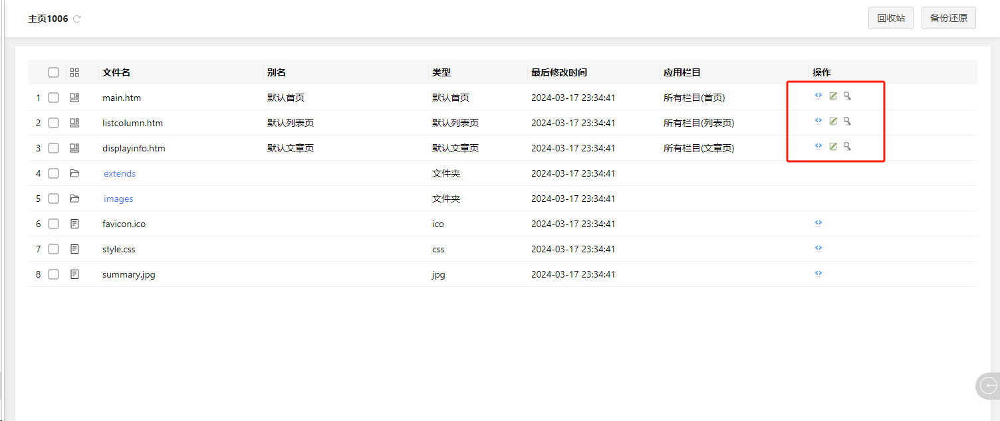 主页1006
回收站 备份还原
文件名 别名 类型 最后修改时间 应用栏目 操作
1 main.htm 默认首页 默认首页 2024-03-17 23:34:41 所有栏目(首页)
2 listcolumn.htm 默认列表页 默认列表页 2024-03-17 23:34:41 所有栏目(列表页)
3 displayinfo.htm 默认文章页 默认文章页 2024-03-17 23:34:41 所有栏目(文章页)
4 extends 文件夹 2024-03-17 23:34:41
5 images 文件夹 2024-03-17 23:34:41
6 favicon.ico ico 2024-03-17 23:34:41
7 style.css css 2024-03-17 23:34:41
8 summary.jpg jpg 2024-03-17 23:34:41